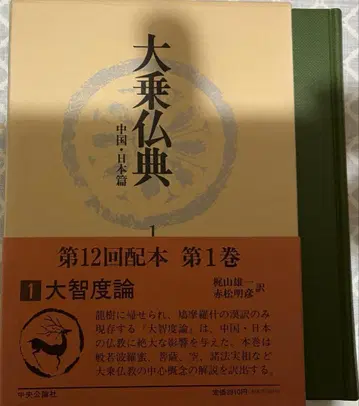 大乗仏典
中国・日本篇
1
第12回配本 第1巻
1 大智度論
梶山雄一
赤松明彦 訳
龍樹に帰せられ、鳩摩羅什の漢訳のみ
現存する『大智度論』は、中国・日本
の仏教に絶大な影響を与えた。本巻は
般若波羅蜜、菩薩、空、諸法実相など
大乗仏教の中心概念の解説を訳出する。
中央公論社